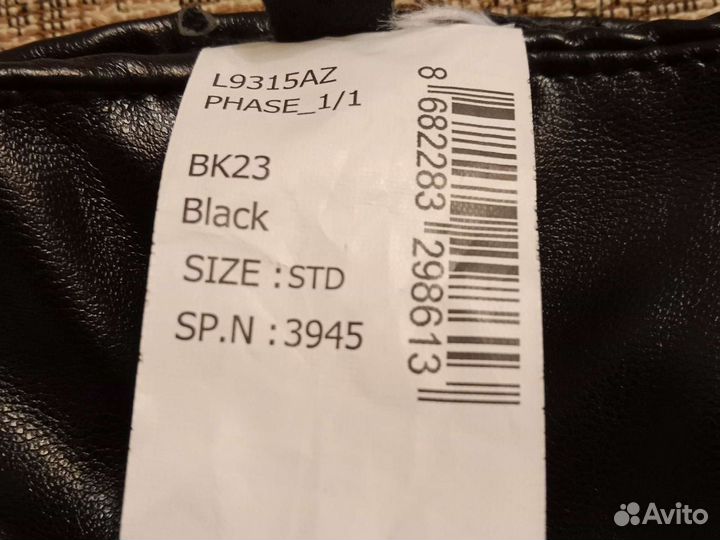 L9315AZ
PHASE_1/1
BK23
Black
SIZE : STD
SP.N : 3945
8 682283 298613
Avito